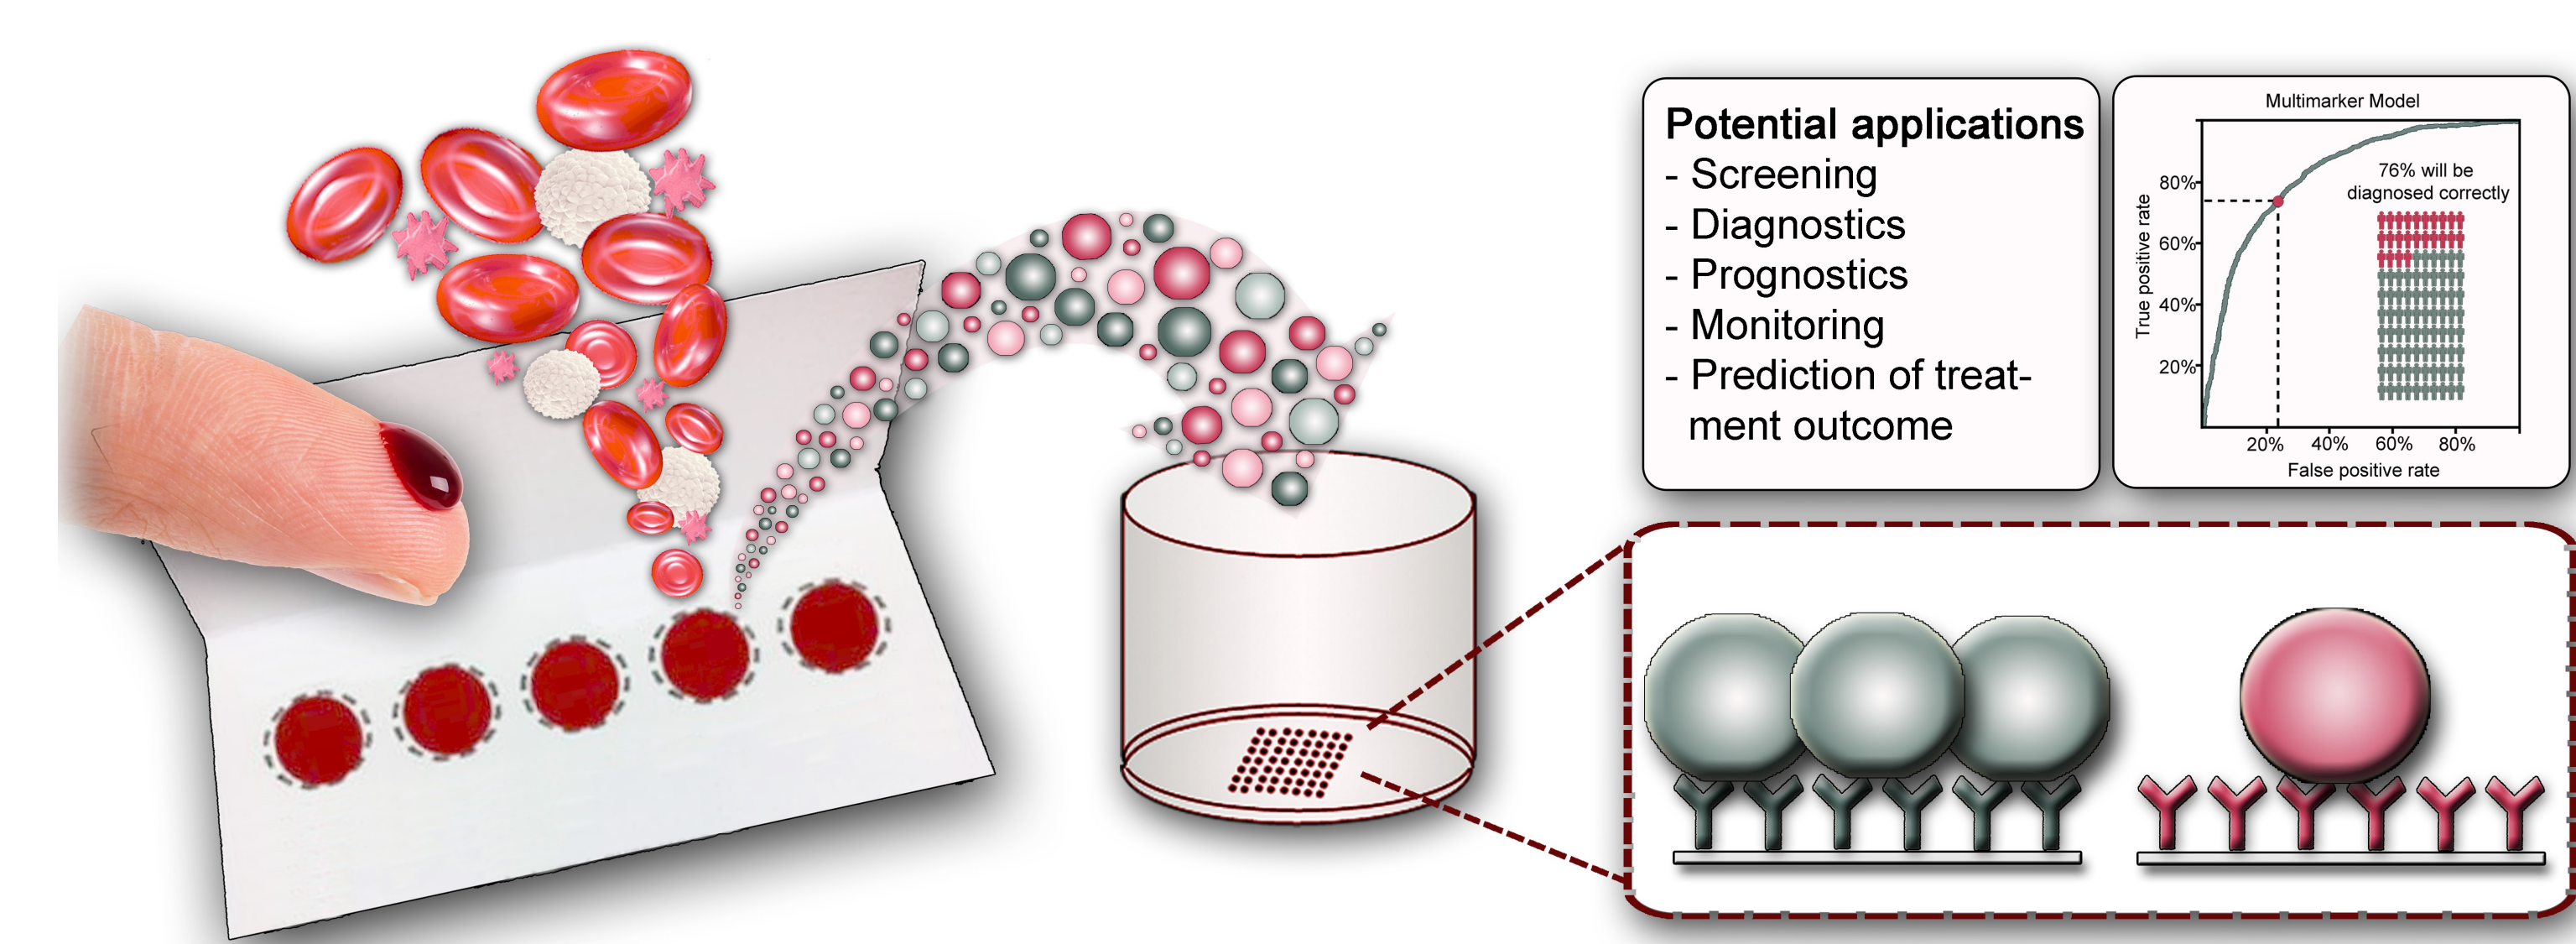 Potential applications
- Screening
- Diagnostics
- Prognostics
- Monitoring
- Prediction of treat-
ment outcome
Multimarker Model
76% will be
diagnosed correctly
True positive rate
80%
60%
40%
20%
20% 40% 60% 80%
False positive rate